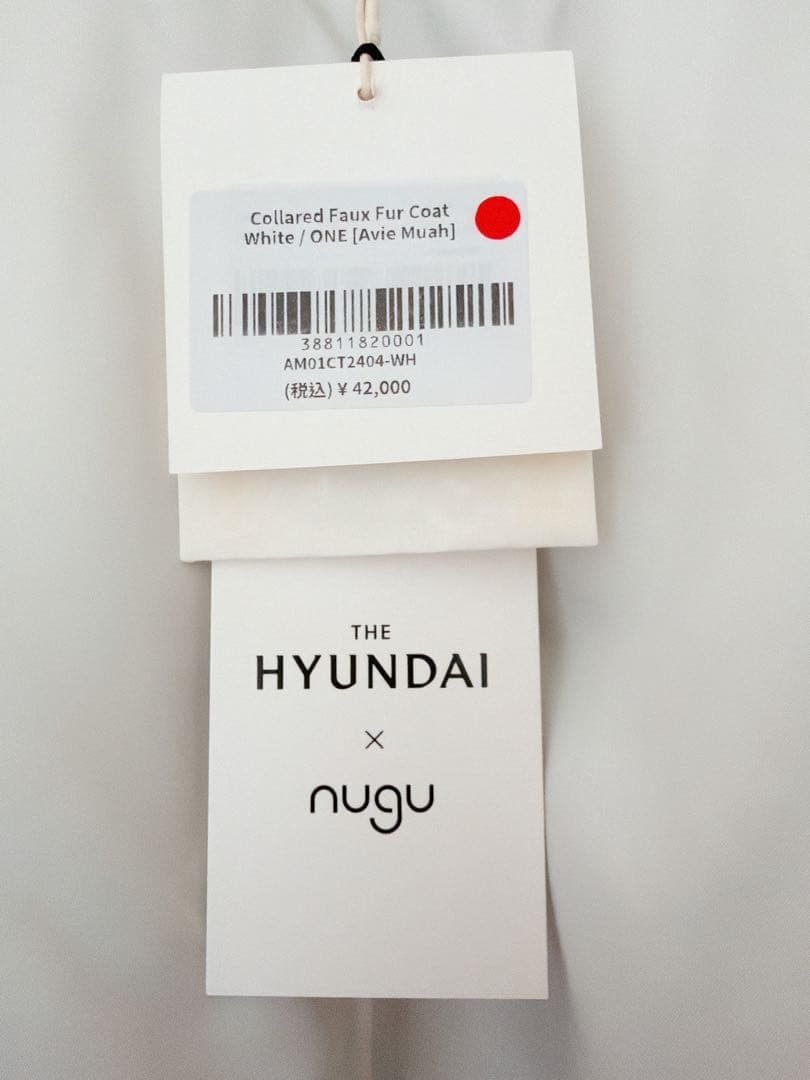 Collared Faux Fur Coat
White / ONE [Avie Muah]
38811820001
AM01CT2404-WH
(税込) ¥ 42,000
THE
HYUNDAI
×
nugu